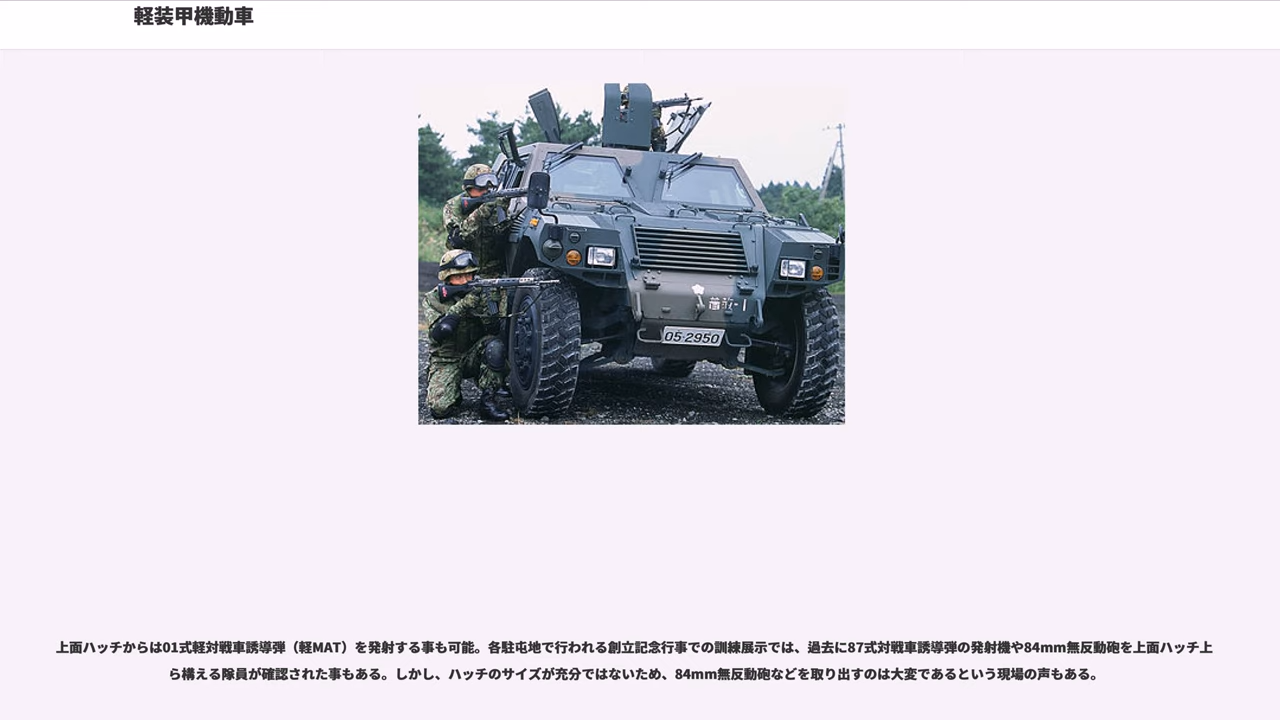 軽装甲機動車
05-2950
上面ハッチからは01式軽対戦車誘導弾（軽MAT）を発射する事も可能。各駐屯地で行われる創立記念行事での訓練展示では、過去に87式対戦車誘導弾の発射機や84mm無反動砲を上面ハッチ上
ら構える隊員が確認された事もある。しかし、ハッチのサイズが充分ではないため、84mm無反動砲などを取り出すのは大変であるという現場の声もある。